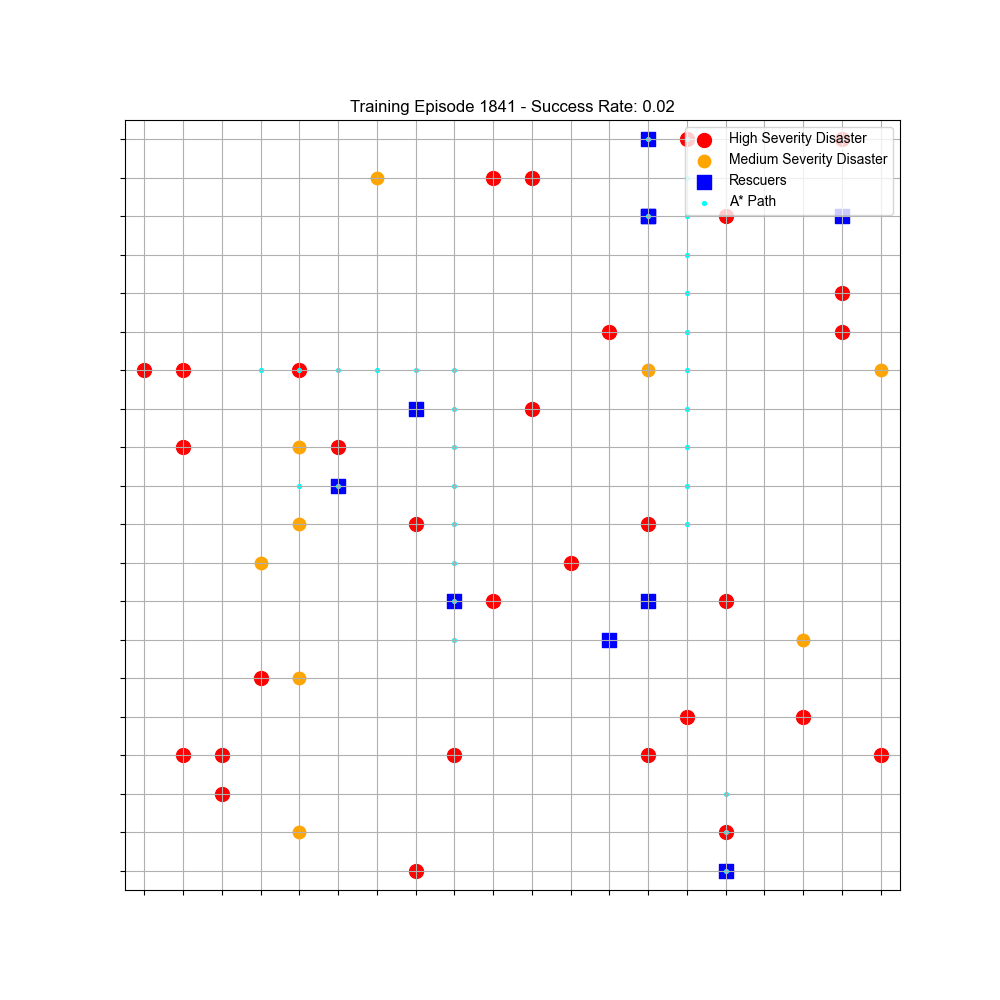 Training Episode 1841 - Success Rate: 0.02
High Severity Disaster
Medium Severity Disaster
Rescuers
A* Path